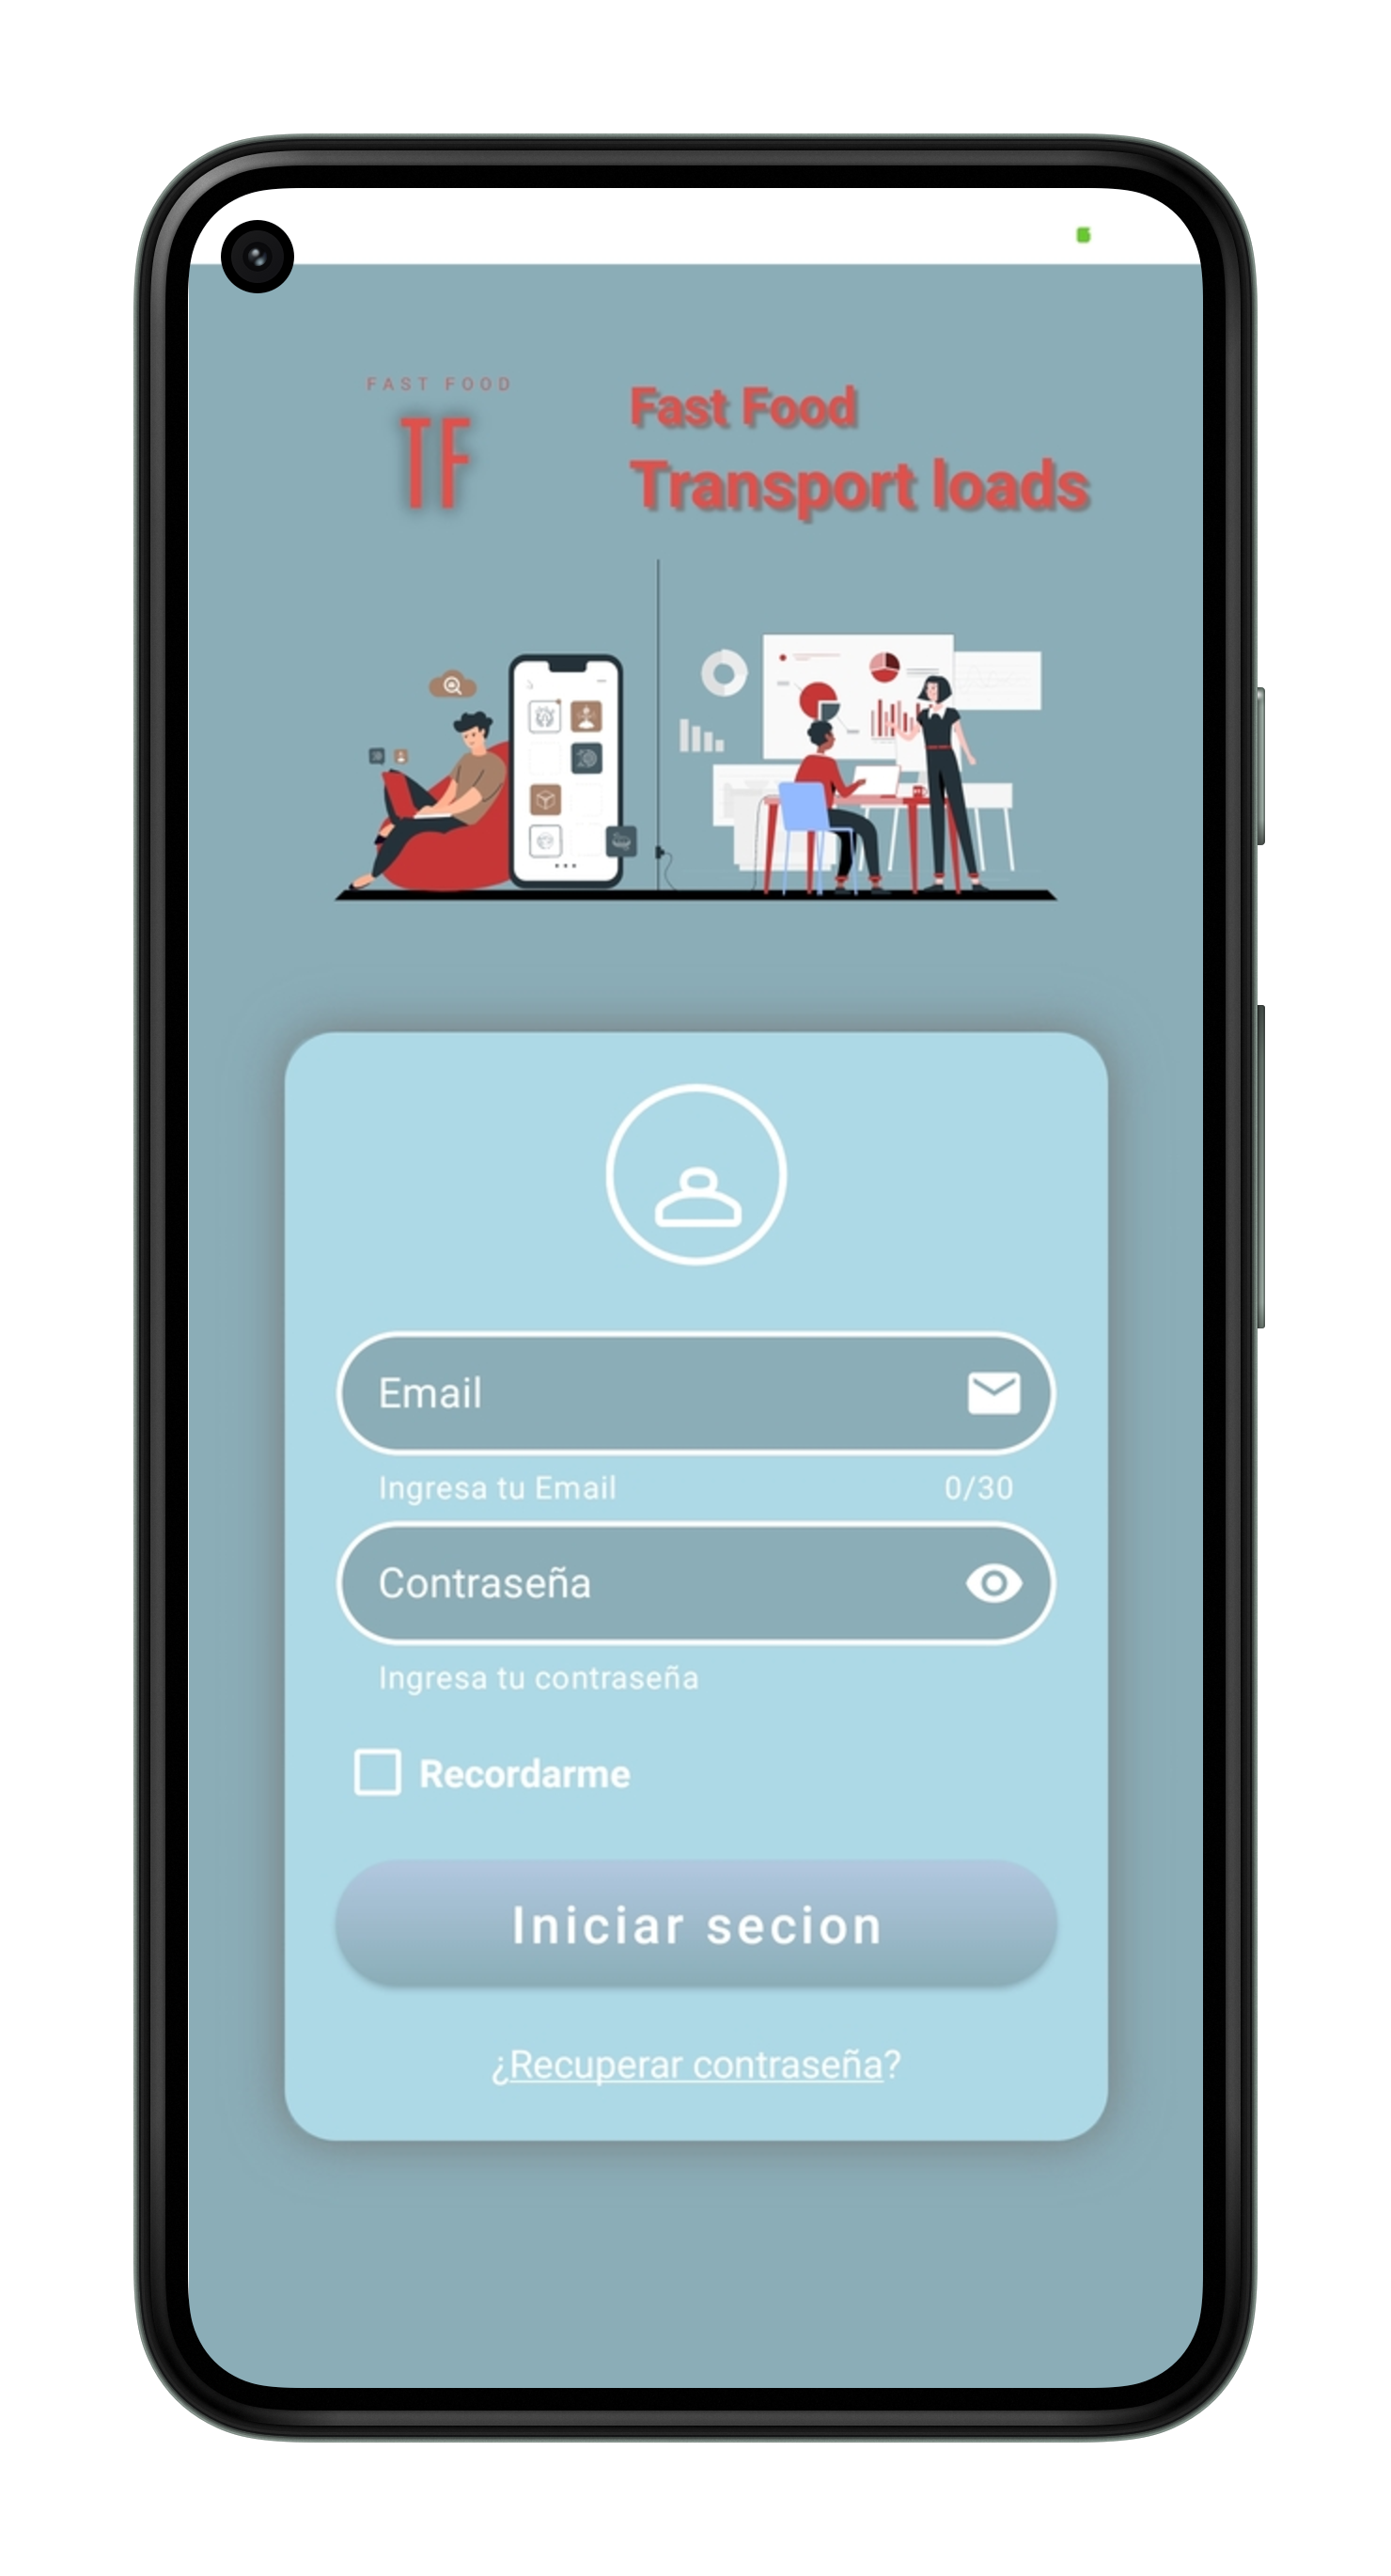 FAST FOOD
TF
Fast Food
Transport loads
Email
Ingresa tu Email 0/30
Contraseña
Ingresa tu contraseña
Recordarme
Iniciar secion
¿Recuperar contraseña?